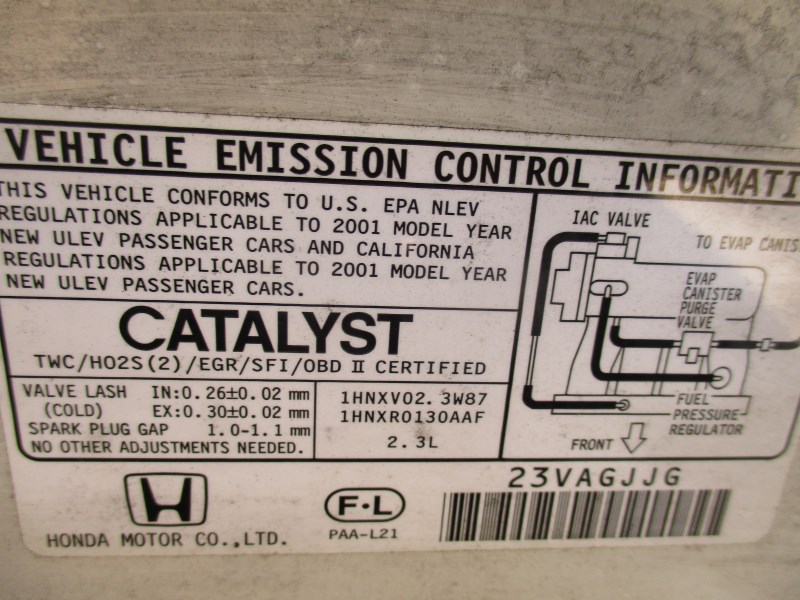 VEHICLE EMISSION CONTROL INFORMATI
THIS VEHICLE CONFORMS TO U.S. EPA NLEV
REGULATIONS APPLICABLE TO 2001 MODEL YEAR
NEW ULEV PASSENGER CARS AND CALIFORNIA
REGULATIONS APPLICABLE TO 2001 MODEL YEAR
NEW ULEV PASSENGER CARS.
CATALYST
TWC/HO2S(2)/EGR/SFI/OBD II CERTIFIED
VALVE LASH IN:0.26±0.02 mm
(COLD) EX:0.30±0.02 mm
SPARK PLUG GAP 1.0-1.1 mm
NO OTHER ADJUSTMENTS NEEDED.
1HNXV02.3W87
1HNXR0130AAF
2.3L
IAC VALVE
TO EVAP CANIS
EVAP
CANISTER
PURGE
VALVE
FUEL
PRESSURE
REGULATOR
FRONT
23VAGJJG
HONDA MOTOR CO.,LTD.
F·L
PAA-L21